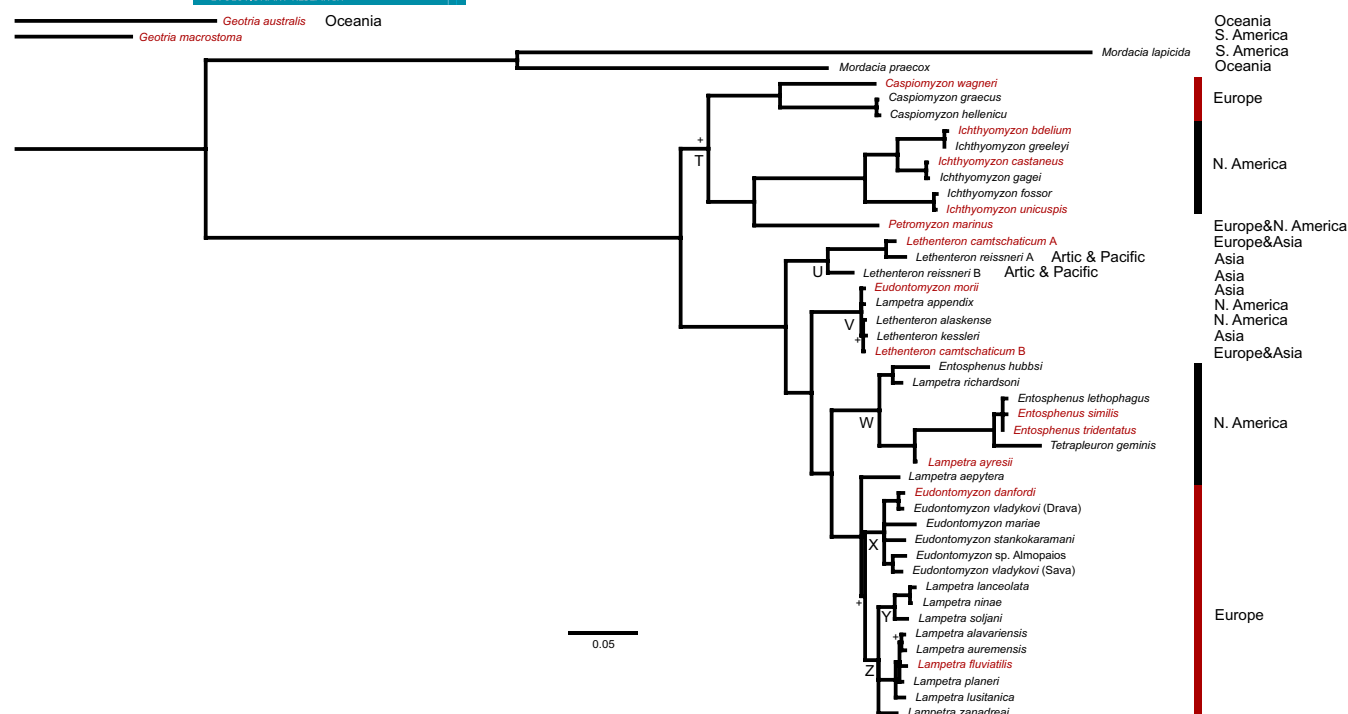 Geotria australis Oceania Oceania
Geotria macrostoma S. America
Mordacia lapicida S. America
Mordacia praecox Oceania
Caspiomyzon wagneri
Caspiomyzon graecus Europe
Caspiomyzon hellenicu
Ichthyomyzon bdelium
+
Ichthyomyzon greeleyi
T
Ichthyomyzon castaneus N. America
Ichthyomyzon gagei
Ichthyomyzon fossor
Ichthyomyzon unicuspis
Petromyzon marinus Europe&N. America
Lethenteron camtschaticum A Europe&Asia
Lethenteron reissneri A Artic & Pacific Asia
U Lethenteron reissneri B Artic & Pacific Asia
Eudontomyzon morii Asia
Lampetra appendix N. America
V Lethenteron alaskense N. America
+ Lethenteron kessleri Asia
Lethenteron camtschaticum B Europe&Asia
Entosphenus hubbsi
Lampetra richardsoni
Entosphenus lethophagus
Entosphenus similis
W N. America
Entosphenus tridentatus
Tetrapleuron geminis
Lampetra ayresii
Lampetra aepytera
Eudontomyzon danfordi
Eudontomyzon vladykovi (Drava)
Eudontomyzon mariae
X Eudontomyzon stankokaramani
Eudontomyzon sp. Almopaios
Eudontomyzon vladykovi (Sava)
Lampetra lanceolata
+ Lampetra ninae
Y Lampetra soljani Europe
+ Lampetra alavariensis
0.05 Lampetra auremensis
Z Lampetra fluviatilis
Lampetra planeri
Lampetra lusitanica
Lampetra zanadreai